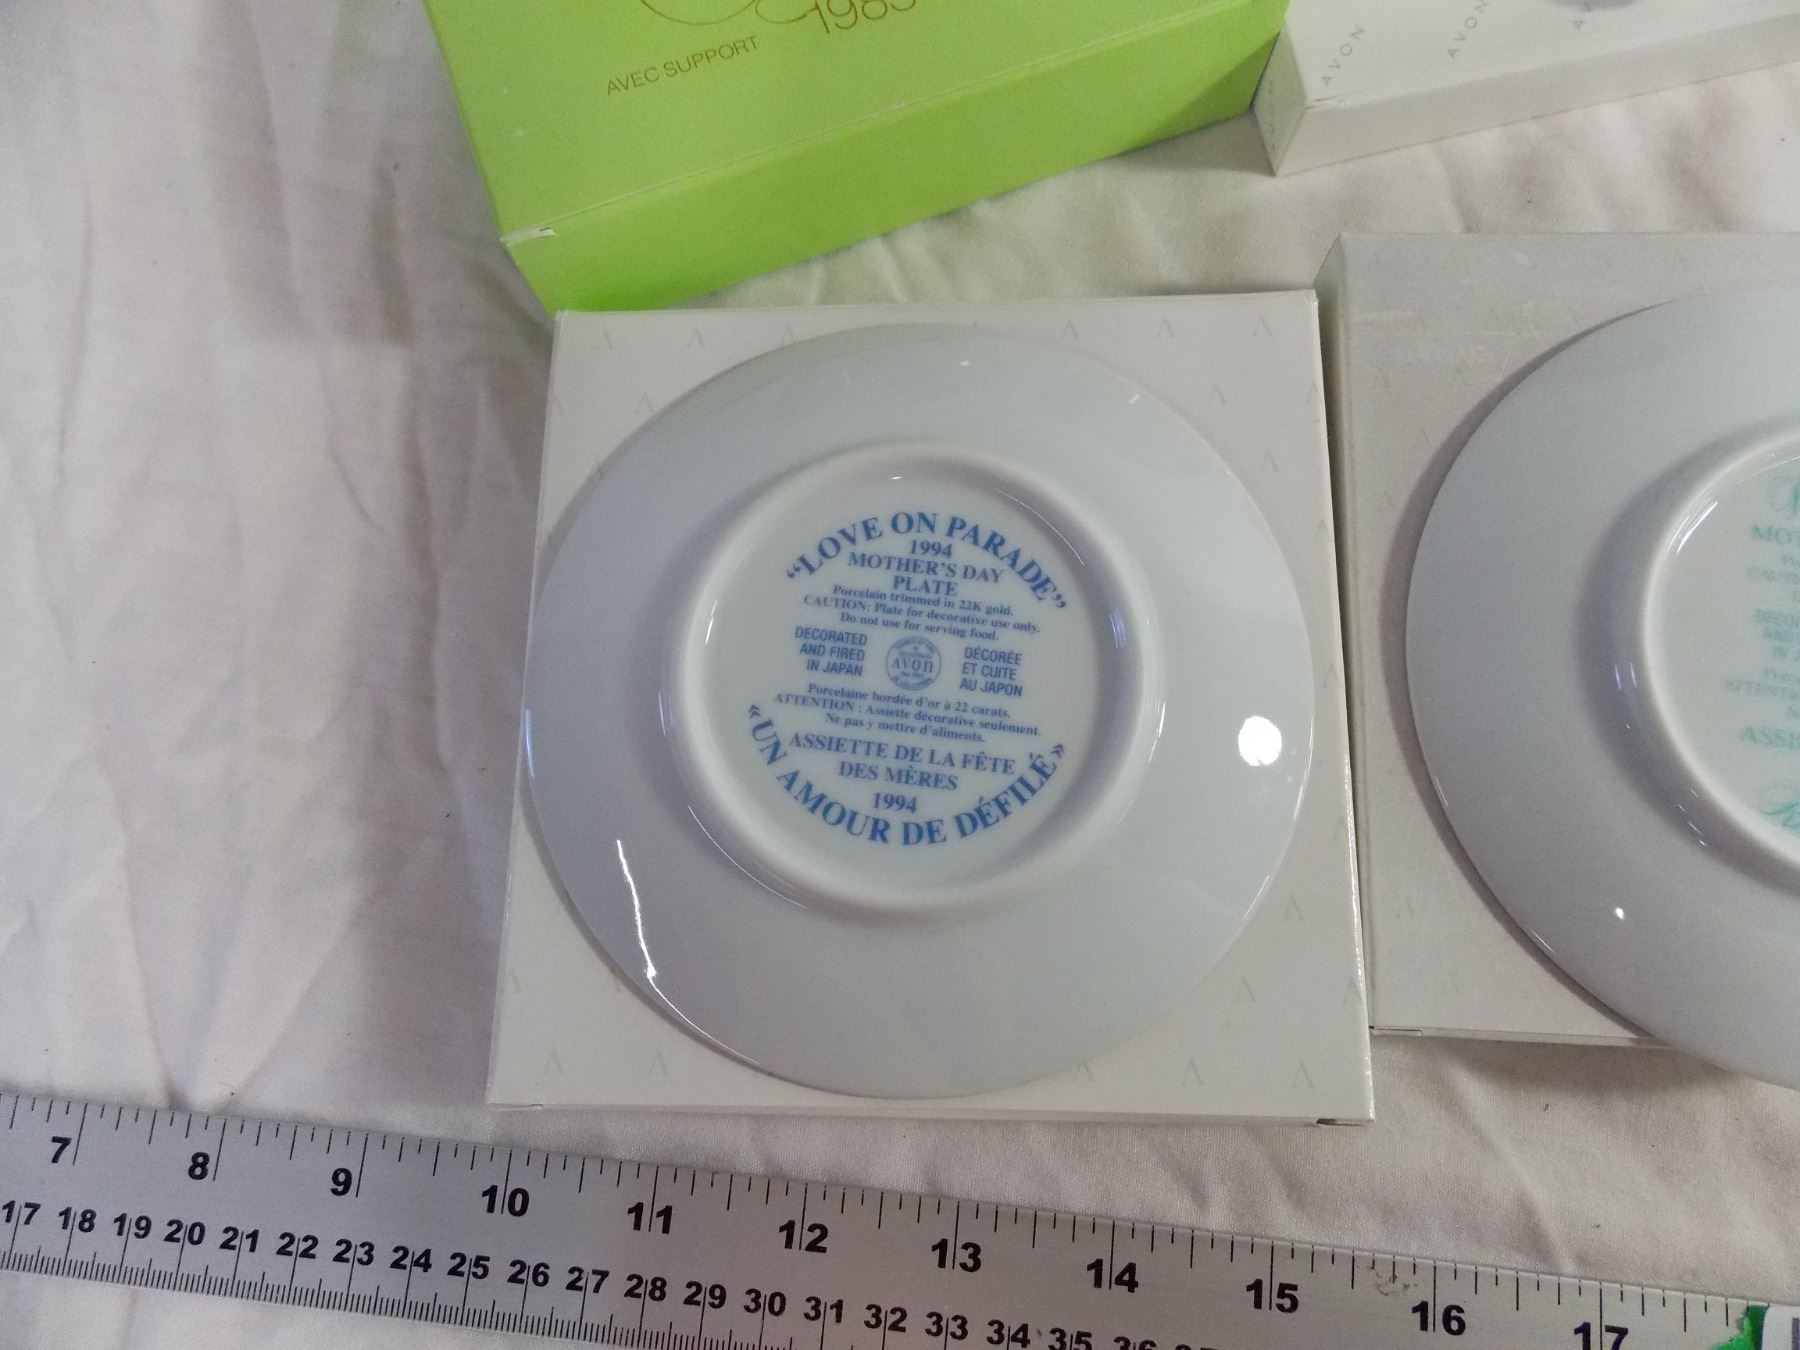 1985
AVEC SUPPORT
AVON AVON
"LOVE ON PARADE"
1994
MOTHER'S DAY
PLATE
Porcelain trimmed in 22K gold.
CAUTION: Plate for decorative use only.
Do not use for serving food.
DECORATED
AND FIRED
IN JAPAN
AVON
DÉCORÉE
ET CUITE
AU JAPON
Porcelaine bordée d'or à 22 carats.
ATTENTION : Assiette décorative seulement.
Ne pas y mettre d'aliments.
ASSIETTE DE LA FÊTE
DES MÈRES
1994
«UN AMOUR DE DÉFILÉ»
7 8 9 10 11 12 13 14 15 16 17
17 18 19 20 21 22 23 24 25 26 27 28 29 30 31 32 33 34 35 36